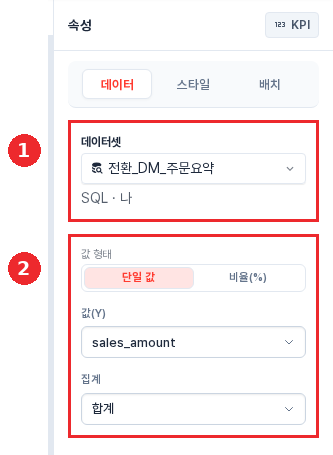 속성
123 KPI
데이터 스타일 배치
1
데이터셋
전환_DM_주문요약
SQL · 나
2
값 형태
단일 값 비율(%)
값(Y)
sales_amount
집계
합계